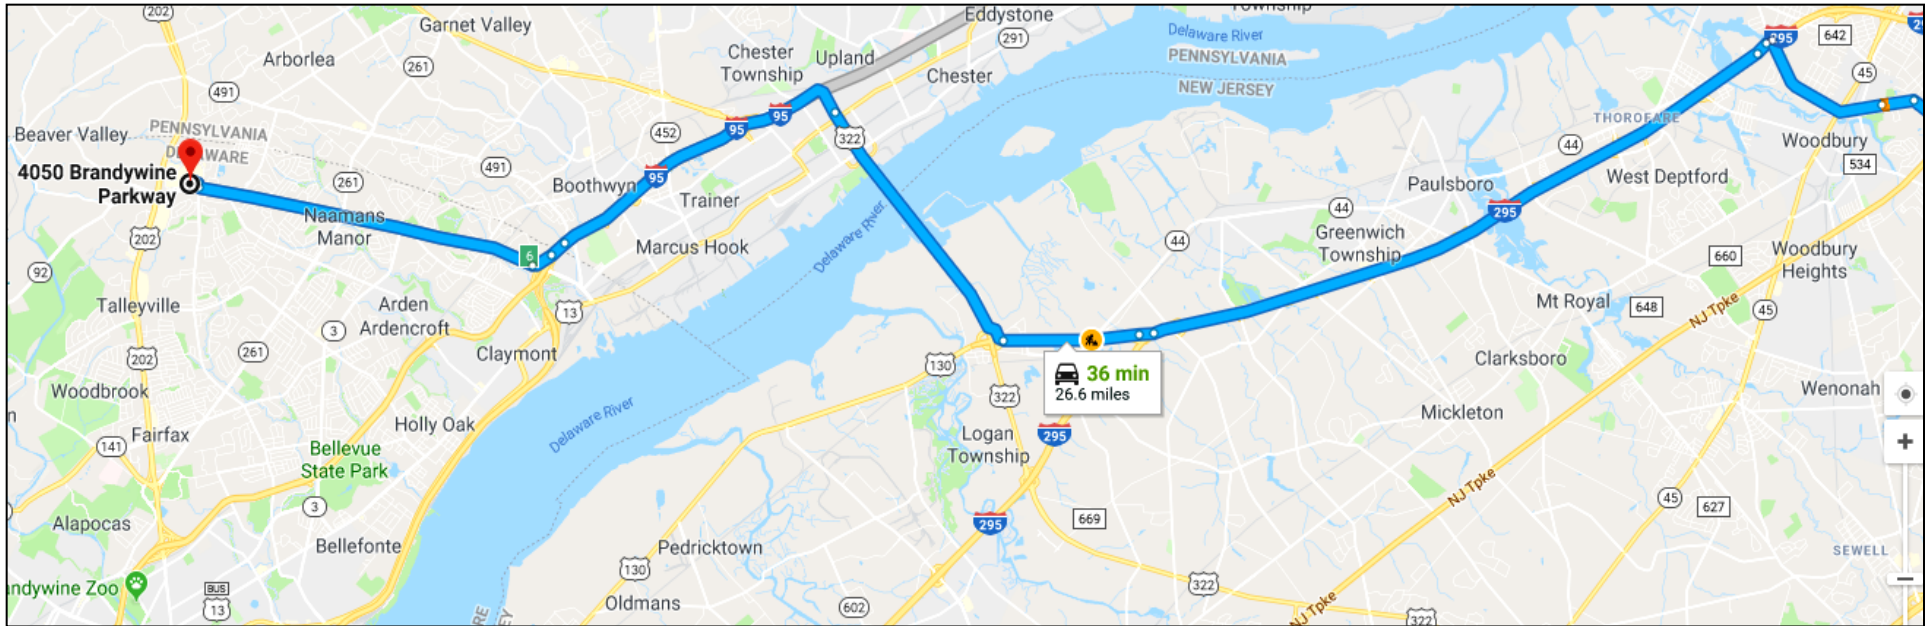 202
Garnet Valley
Eddystone
291
Township
Delaware River
PENNSYLVANIA
NEW JERSEY
295
642
45
Arborlea
261
491
Chester
Township
Upland
Chester
Beaver Valley
PENNSYLVANIA
DELAWARE
4050 Brandywine
Parkway
452
95
95
322
THOROFARE
44
Woodbury
534
491
261
Boothwyn
95
Trainer
Paulsboro
West Deptford
44
295
Naamans
Manor
202
6
Marcus Hook
Delaware River
44
Greenwich
Township
660
Woodbury
Heights
92
Talleyville
Arden
Ardencroft
13
Mt Royal
648
NJ Tpke
45
3
261
202
Claymont
130
322
36 min
26.6 miles
Clarksboro
Wenonah
Woodbrook
Holly Oak
Delaware River
Mickleton
141
Fairfax
Bellevue
State Park
Logan
Township
295
NJ Tpke
45
627
3
Alapocas
Bellefonte
295
669
Pedricktown
SEWELL
andywine Zoo
BUS
13
130
Oldmans
602
322
NJ Tpke
322